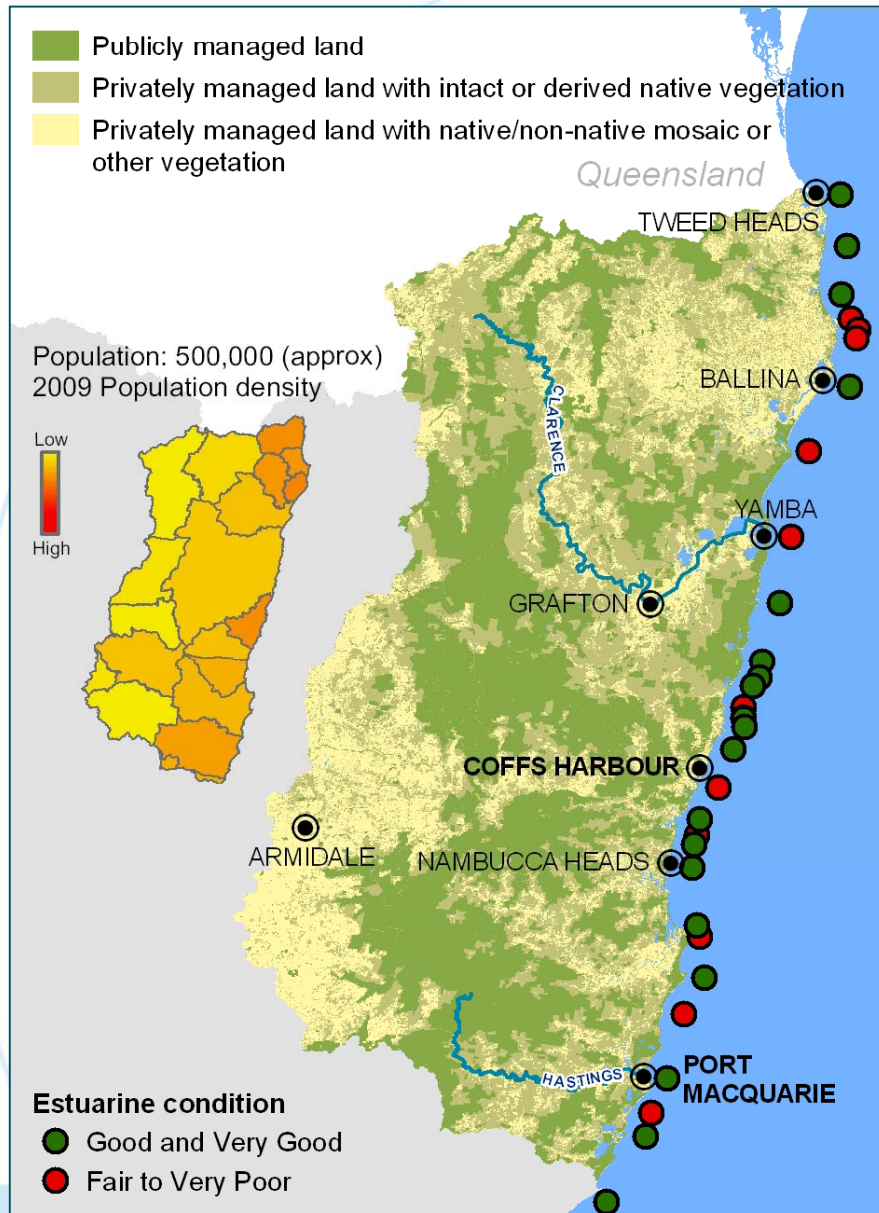 Publicly managed land
Privately managed land with intact or derived native vegetation
Privately managed land with native/non-native mosaic or
other vegetation
Queensland
TWEED HEADS
Population: 500,000 (approx)
2009 Population density
Low
High
BALLINA
CLARENCE
YAMBA
GRAFTON
COFFS HARBOUR
ARMIDALE
NAMBUCCA HEADS
HASTINGS
PORT
MACQUARIE
Estuarine condition
Good and Very Good
Fair to Very Poor